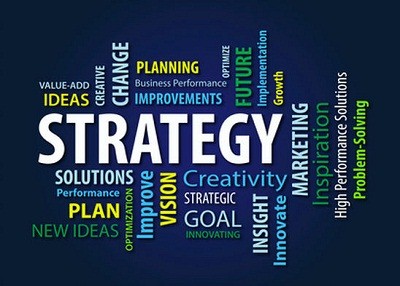 VALUE-ADD
IDEAS
CREATIVE
CHANGE
PLANNING
Business Performance
IMPROVEMENTS
OPTIMIZE
FUTURE
Implementation
Growth
STRATEGY
MARKETING
Inspiration
High Performance Solutions
Problem-Solving
SOLUTIONS
Performance
PLAN
NEW IDEAS
OPTIMIZATION
Improve
VISION
Creativity
STRATEGIC
GOAL
INNOVATING
INSIGHT
Innovate